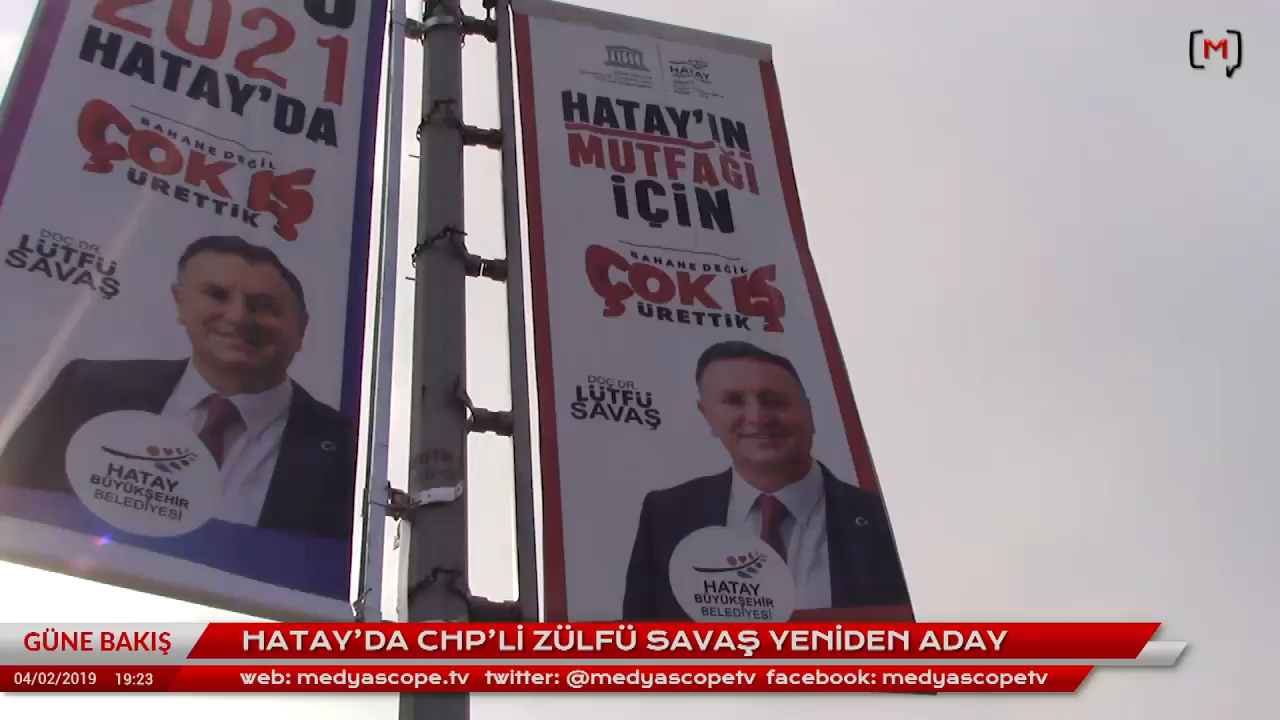 2021
HATAY'DA
BAHANE DEĞİL
ÇOK İŞ
ÜRETTİK
DOÇ. DR.
LÜTFÜ
SAVAŞ
HATAY
BÜYÜKŞEHİR
BELEDİYESİ
HATAY
HATAY'IN
MUTFAĞI
İÇİN
BAHANE DEĞİL
ÇOK İŞ
ÜRETTİK
DOÇ. DR.
LÜTFÜ
SAVAŞ
HATAY
BÜYÜKŞEHİR
BELEDİYESİ
M
GÜNE BAKIŞ
HATAY'DA CHP'Lİ ZÜLFÜ SAVAŞ YENİDEN ADAY
04/02/2019 19:23
web: medyascope.tv twitter: @medyascopetv facebook: medyascopetv